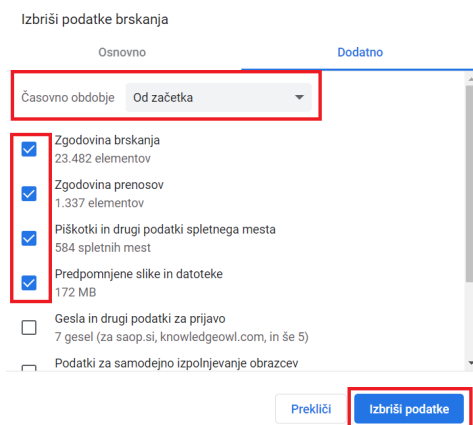 Izbriši podatke brskanja
Osnovno
Dodatno
Časovno obdobje
Od začetka
Zgodovina brskanja
23.482 elementov
Zgodovina prenosov
1.337 elementov
Piškotki in drugi podatki spletnega mesta
584 spletnih mest
Predpomnjene slike in datoteke
172 MB
Gesla in drugi podatki za prijavo
7 gesel (za saop.si, knowledgeowl.com, in še 5)
Podatki za samodejno izpolnjevanje obrazcev
Prekliči
Izbriši podatke